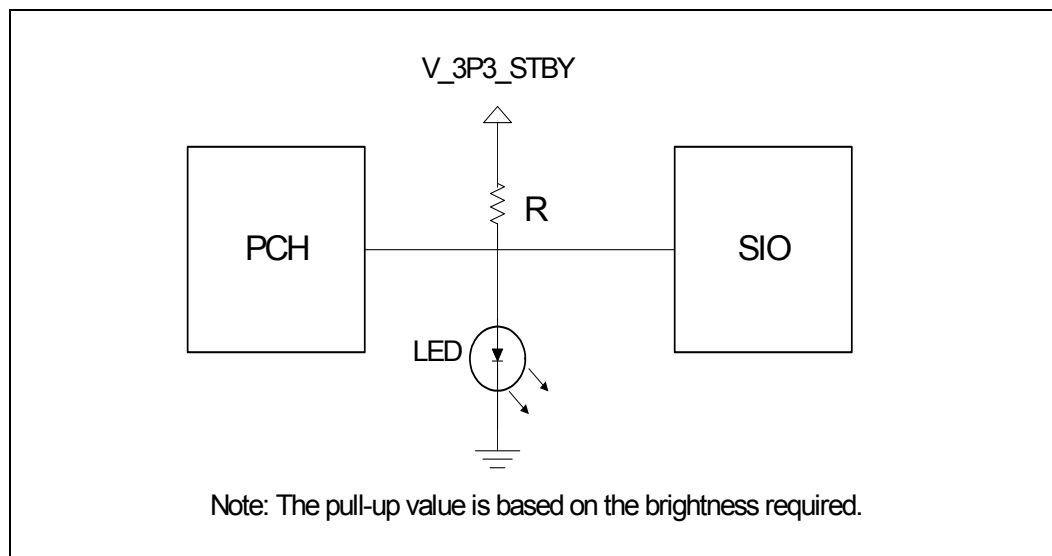 V_3P3_STBY
R
PCH
SIO
LED
Note: The pull-up value is based on the brightness required.